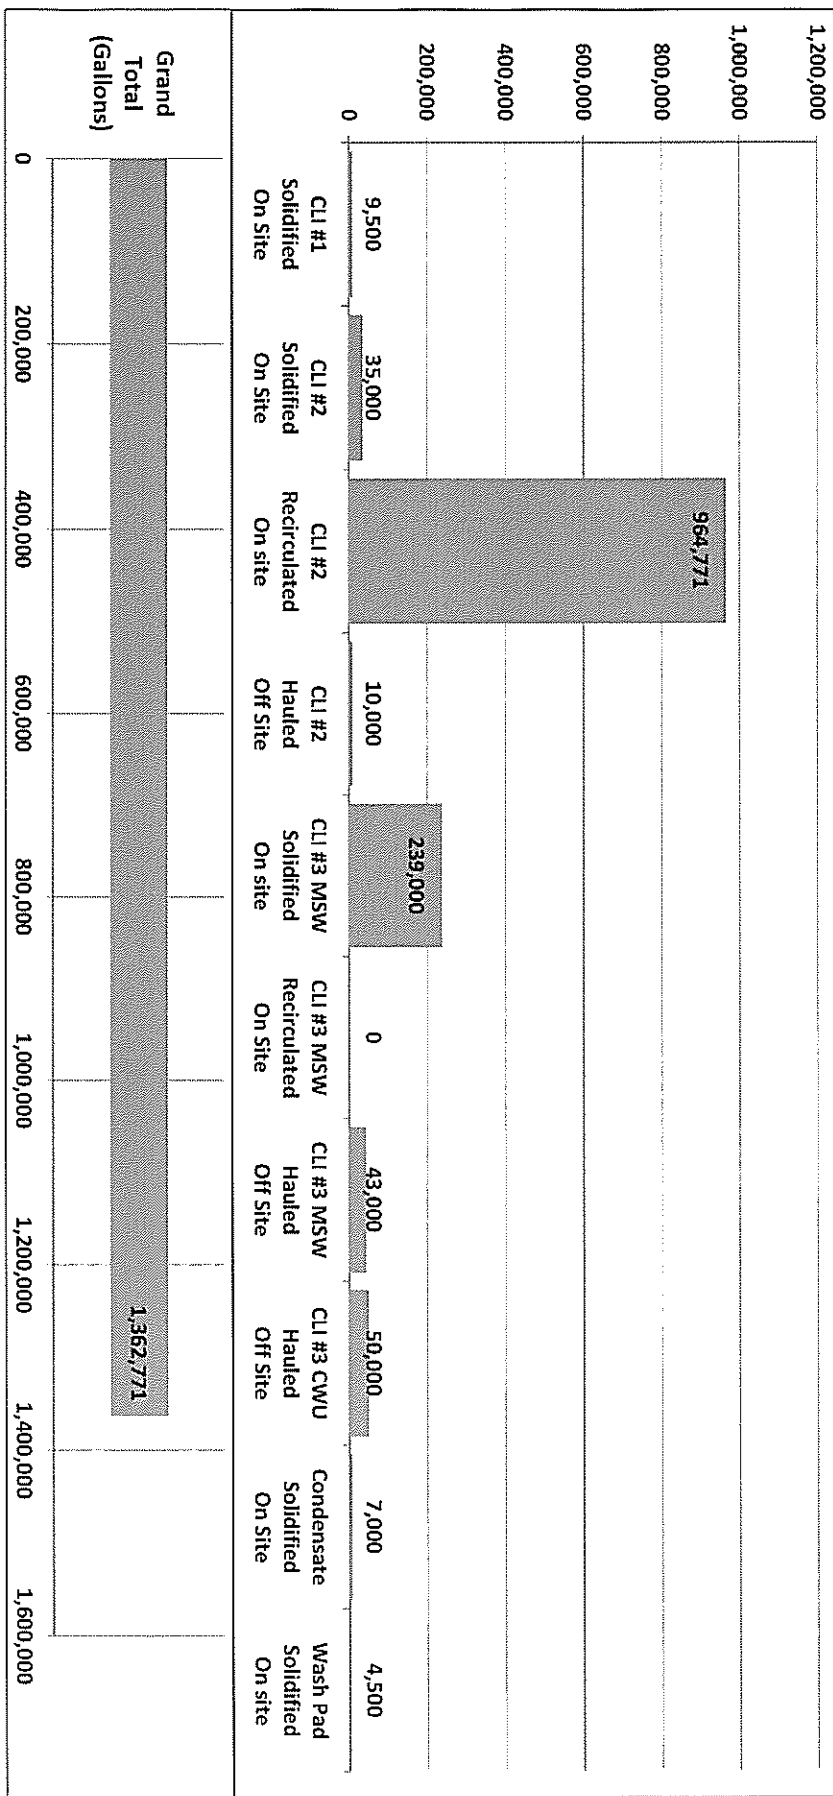 1,200,000
1,000,000
800,000
600,000
400,000
200,000
0
9,500
35,000
964,771
10,000
239,000
0
43,000
50,000
7,000
4,500
CLI #1
Solidified
On Site
CLI #2
Solidified
On Site
CLI #2
Recirculated
On site
CLI #2
Hauled
Off Site
CLI #3 MSW
Solidified
On site
CLI #3 MSW
Recirculated
On Site
CLI #3 MSW
Hauled
Off Site
CLI #3 CWU
Hauled
Off Site
Condensate
Solidified
On Site
Wash Pad
Solidified
On site
Grand
Total
(Gallons)
1,362,771
0
200,000
400,000
600,000
800,000
1,000,000
1,200,000
1,400,000
1,600,000